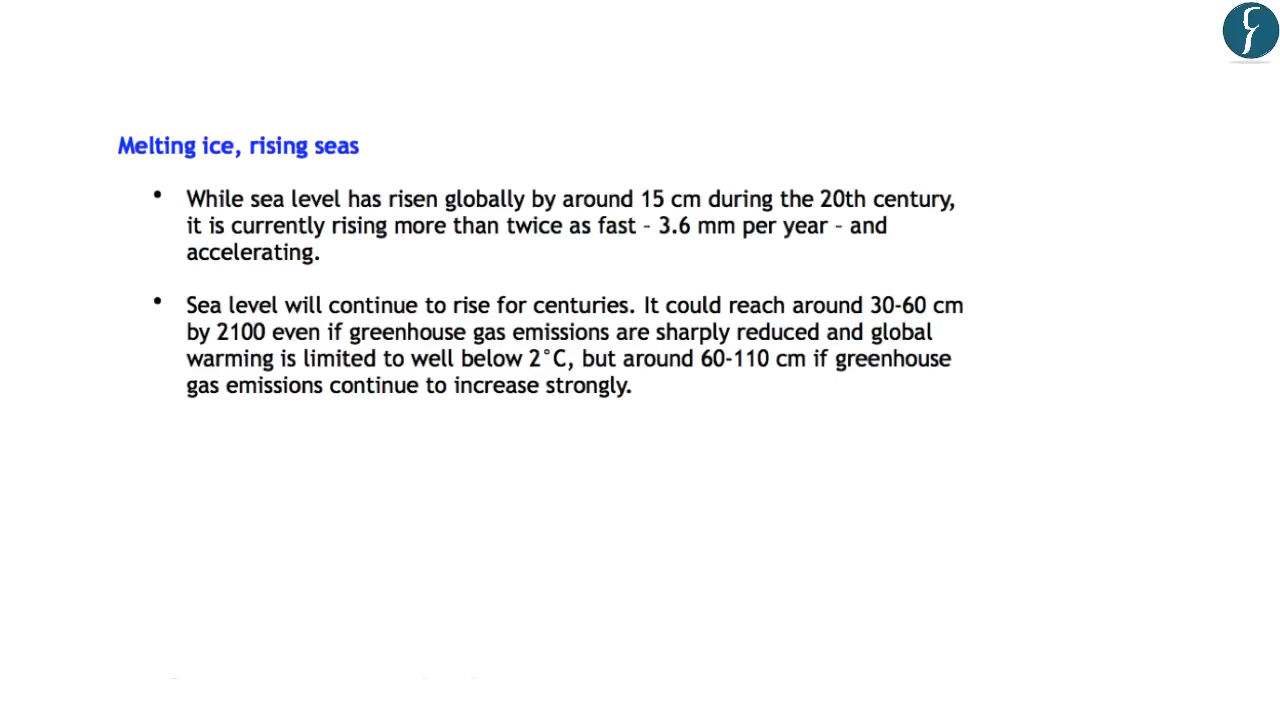 Melting ice, rising seas
• While sea level has risen globally by around 15 cm during the 20th century,
it is currently rising more than twice as fast – 3.6 mm per year – and
accelerating.
• Sea level will continue to rise for centuries. It could reach around 30-60 cm
by 2100 even if greenhouse gas emissions are sharply reduced and global
warming is limited to well below 2°C, but around 60-110 cm if greenhouse
gas emissions continue to increase strongly.